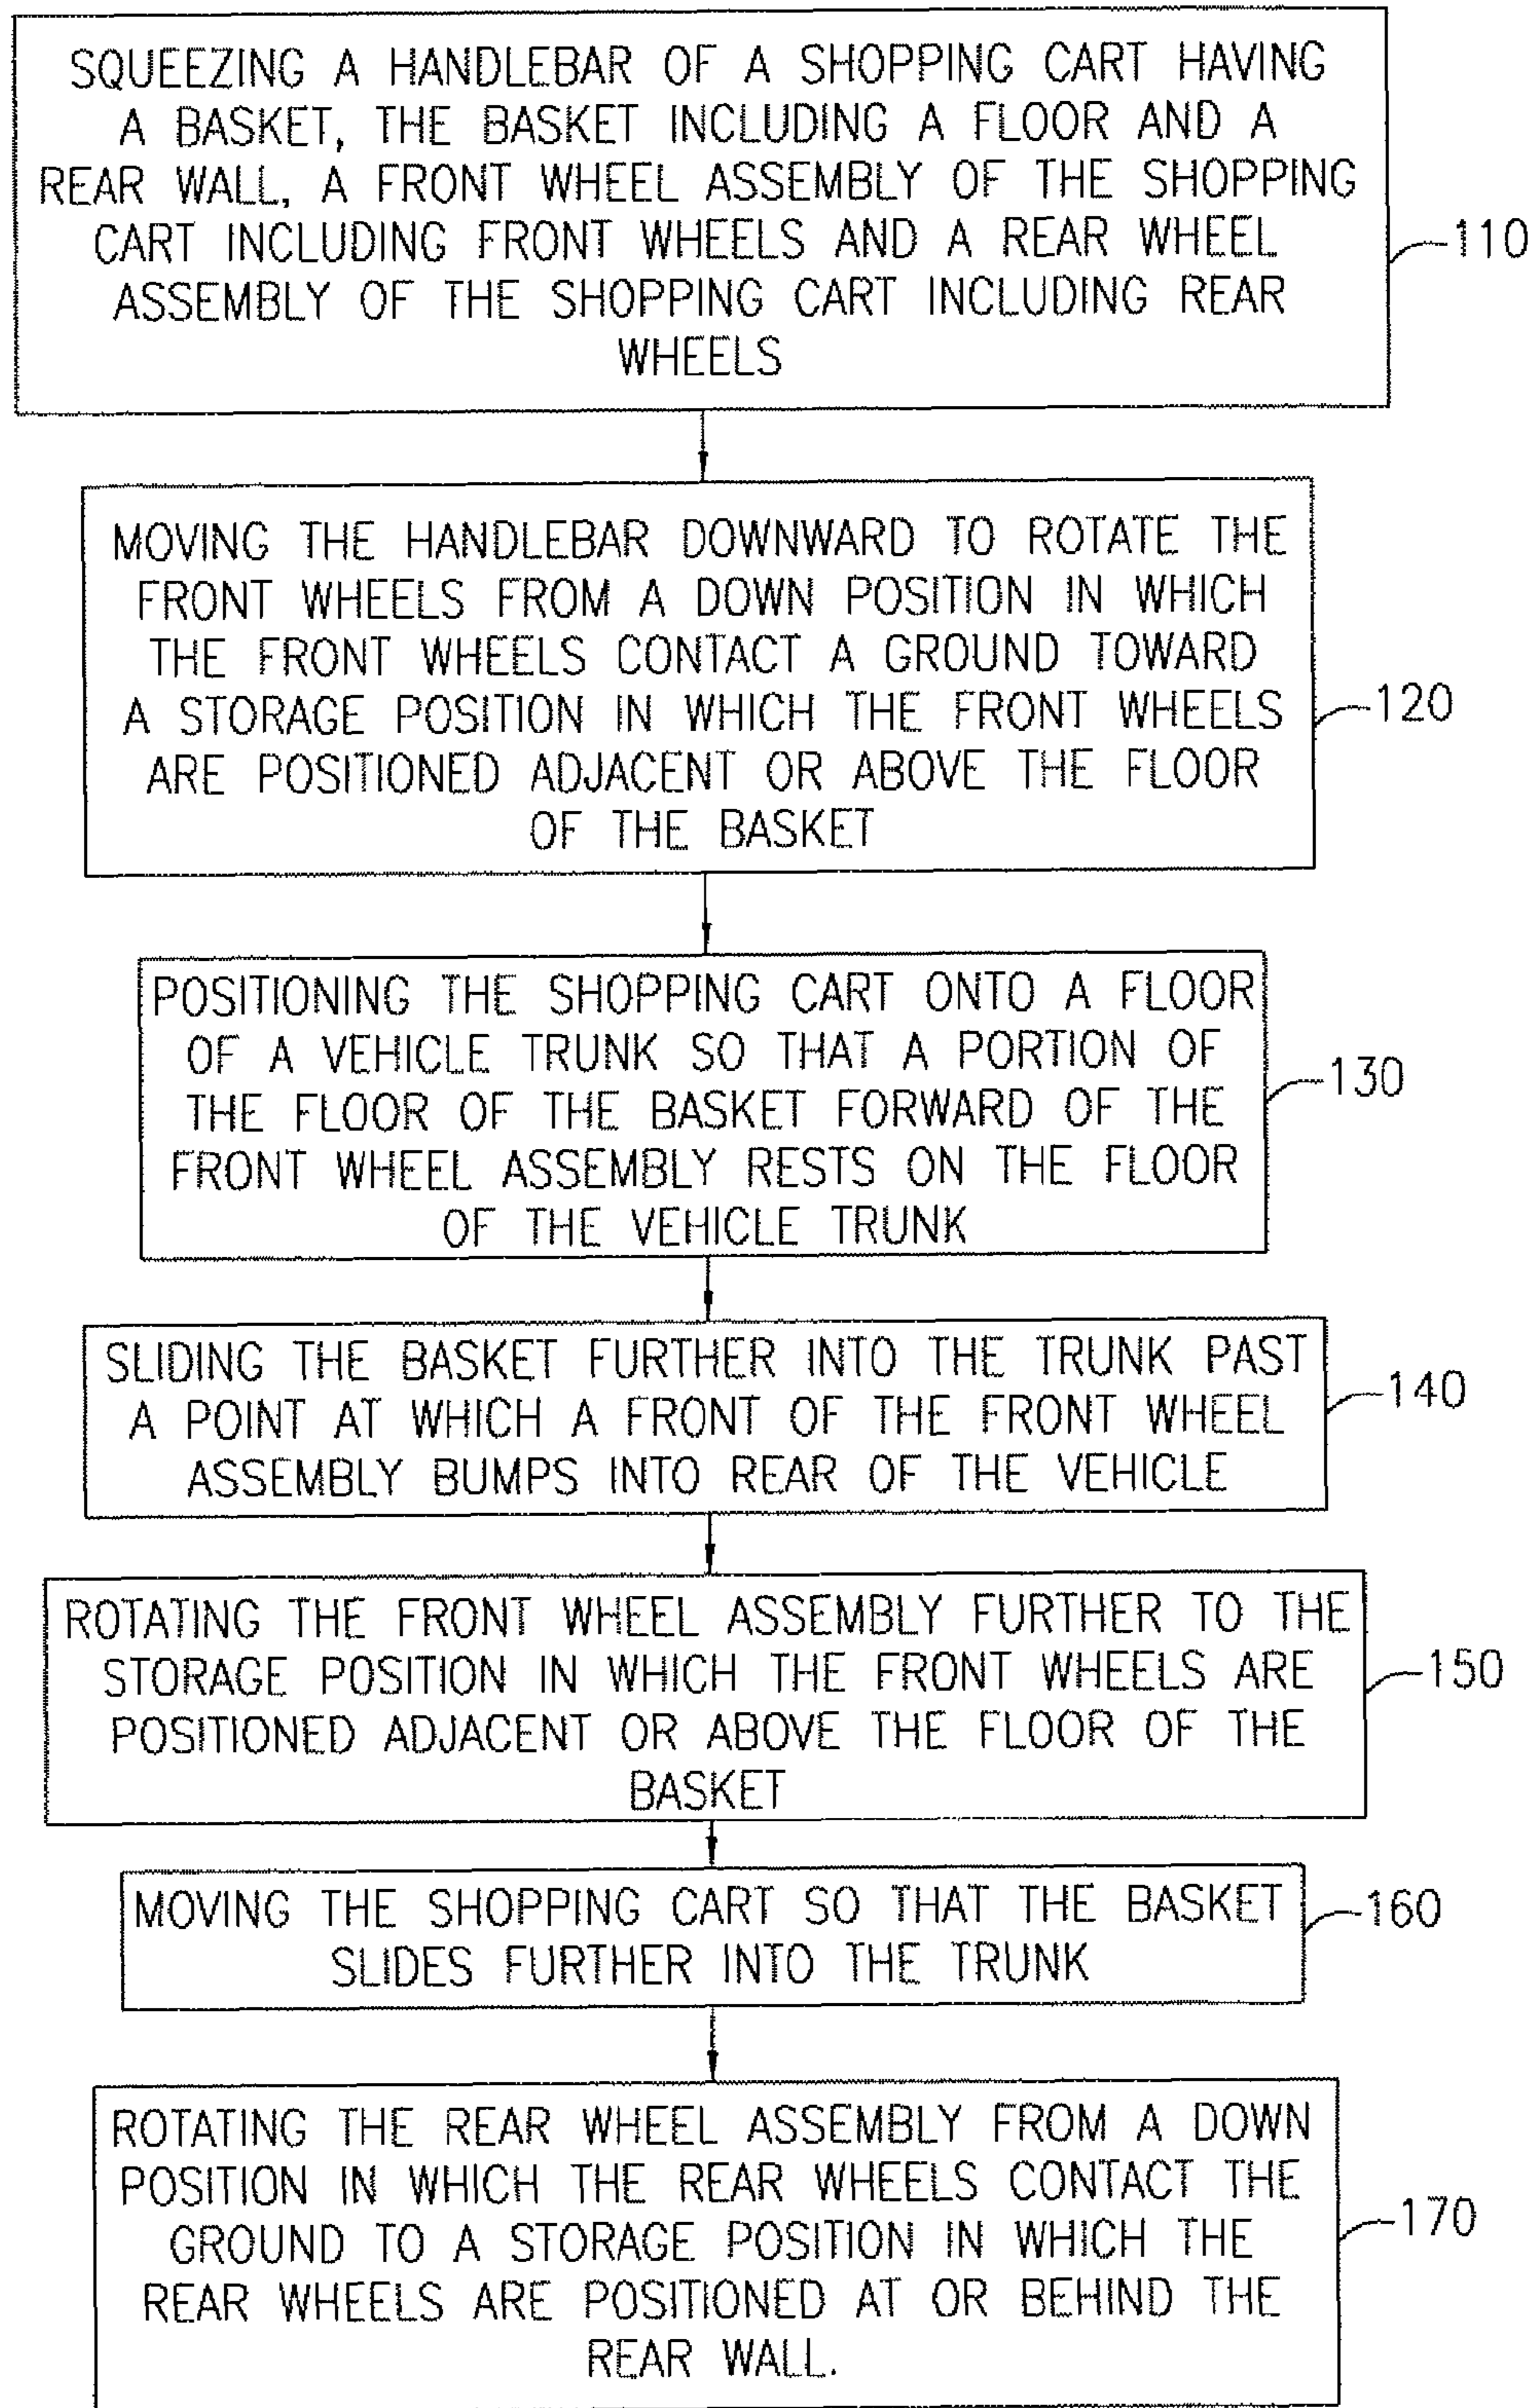 SQUEEZING A HANDLEBAR OF A SHOPPING CART HAVING
A BASKET, THE BASKET INCLUDING A FLOOR AND A
REAR WALL, A FRONT WHEEL ASSEMBLY OF THE SHOPPING
CART INCLUDING FRONT WHEELS AND A REAR WHEEL
ASSEMBLY OF THE SHOPPING CART INCLUDING REAR
WHEELS
110
MOVING THE HANDLEBAR DOWNWARD TO ROTATE THE
FRONT WHEELS FROM A DOWN POSITION IN WHICH
THE FRONT WHEELS CONTACT A GROUND TOWARD
A STORAGE POSITION IN WHICH THE FRONT WHEELS
ARE POSITIONED ADJACENT OR ABOVE THE FLOOR
OF THE BASKET
120
POSITIONING THE SHOPPING CART ONTO A FLOOR
OF A VEHICLE TRUNK SO THAT A PORTION OF
THE FLOOR OF THE BASKET FORWARD OF THE
FRONT WHEEL ASSEMBLY RESTS ON THE FLOOR
OF THE VEHICLE TRUNK
130
SLIDING THE BASKET FURTHER INTO THE TRUNK PAST
A POINT AT WHICH A FRONT OF THE FRONT WHEEL
ASSEMBLY BUMPS INTO REAR OF THE VEHICLE
140
ROTATING THE FRONT WHEEL ASSEMBLY FURTHER TO THE
STORAGE POSITION IN WHICH THE FRONT WHEELS ARE
POSITIONED ADJACENT OR ABOVE THE FLOOR OF THE
BASKET
150
MOVING THE SHOPPING CART SO THAT THE BASKET
SLIDES FURTHER INTO THE TRUNK
160
ROTATING THE REAR WHEEL ASSEMBLY FROM A DOWN
POSITION IN WHICH THE REAR WHEELS CONTACT THE
GROUND TO A STORAGE POSITION IN WHICH THE
REAR WHEELS ARE POSITIONED AT OR BEHIND THE
REAR WALL.
170